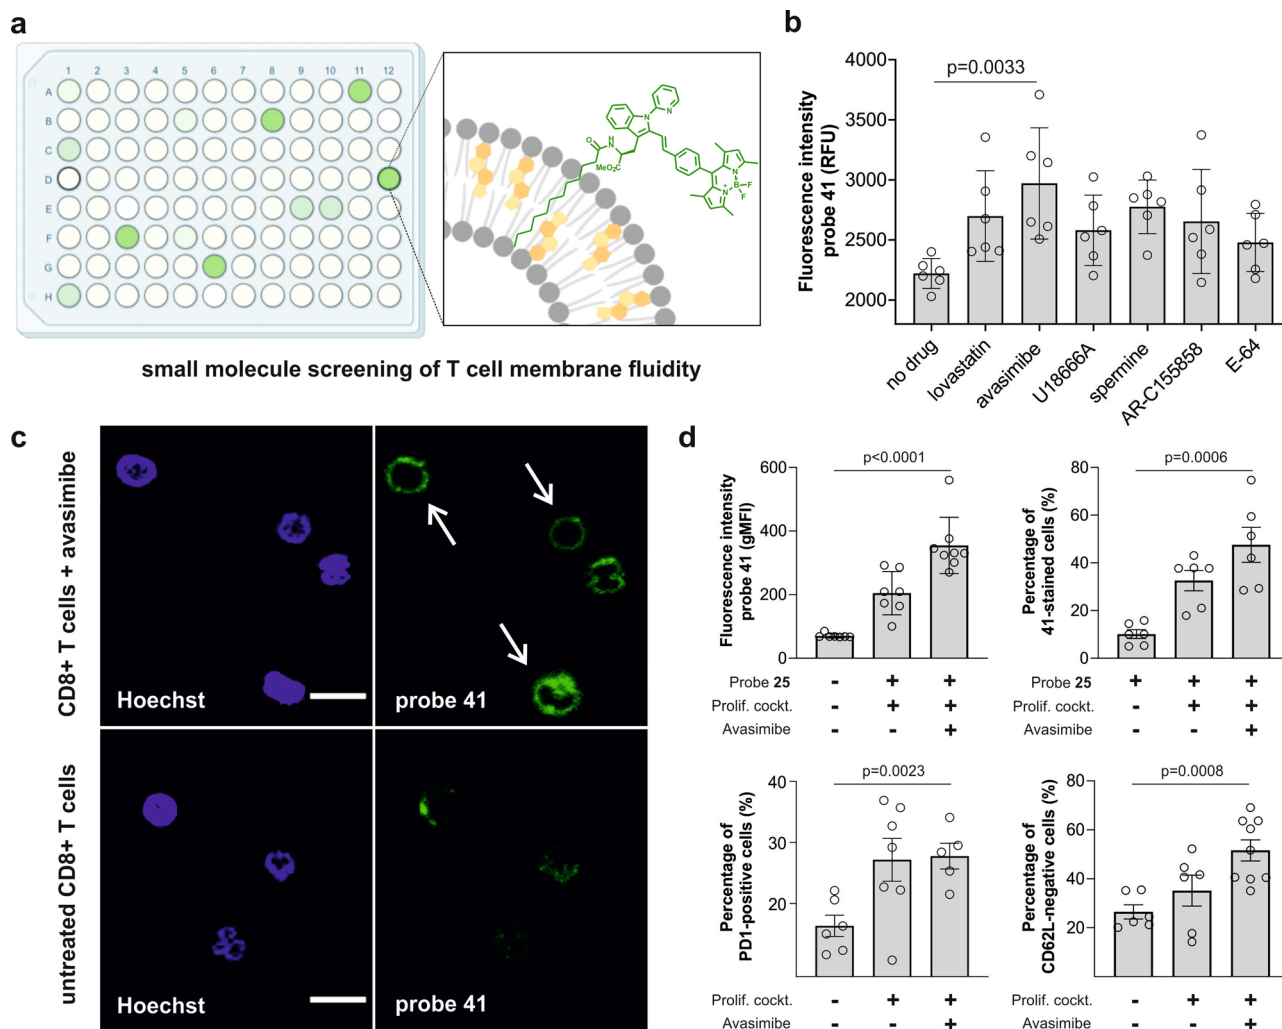 a
1 2 3 4 5 6 7 8 9 10 11 12
A
B
C
D
E
F
G
H
N
N
H
N
O
MeO₂C
N
N⁺
B⁻
F
F
small molecule screening of T cell membrane fluidity
b
p=0.0033
Fluorescence intensity
probe 41 (RFU)
4000
3500
3000
2500
2000
no drug
lovastatin
avasimibe
U18666A
spermine
AR-C155858
E-64
c
CD8+ T cells + avasimibe
Hoechst
probe 41
untreated CD8+ T cells
Hoechst
probe 41
d
p<0.0001
Fluorescence intensity
probe 41 (gMFI)
600
400
200
0
Probe 25 - + +
Prolif. cockt. - + +
Avasimibe - - +
p=0.0006
Percentage of
41-stained cells (%)
80
60
40
20
0
Probe 25 + + +
Prolif. cockt. - + +
Avasimibe - - +
p=0.0023
Percentage of
PD1-positive cells (%)
40
30
20
Prolif. cockt. - + +
Avasimibe - - +
p=0.0008
Percentage of
CD62L-negative cells (%)
80
60
40
20
Prolif. cockt. - + +
Avasimibe - - +